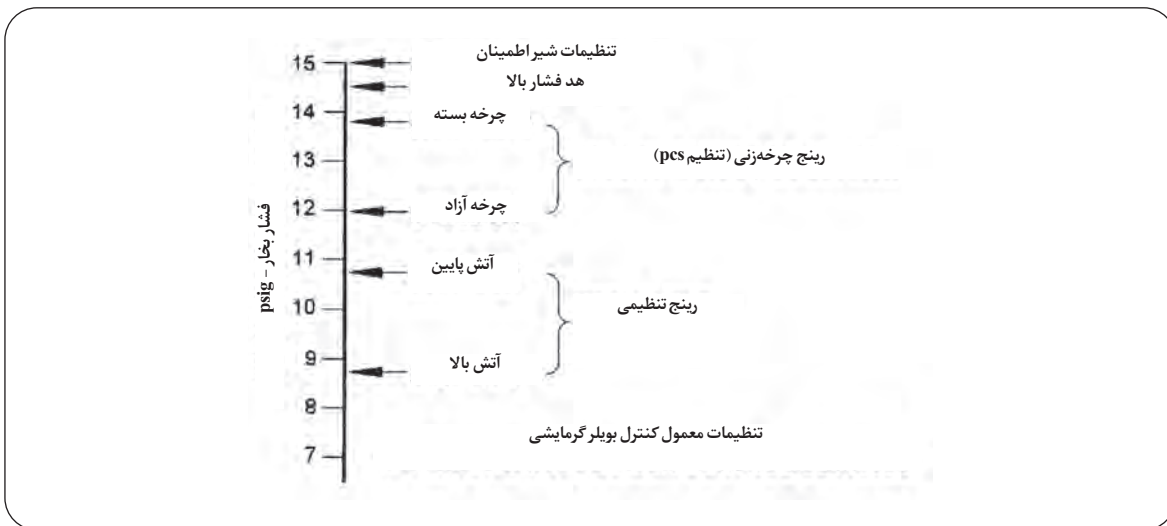 تنظیمات شیر اطمینان
15
هد فشار بالا
14
چرخه بسته
13
رینج چرخه‌زنی (تنظیم pcs)
12
چرخه آزاد
11
آتش پایین
10
رینج تنظیمی
9
آتش بالا
8
تنظیمات معمول کنترل بویلر گرمایشی
7
فشار بخار - psig